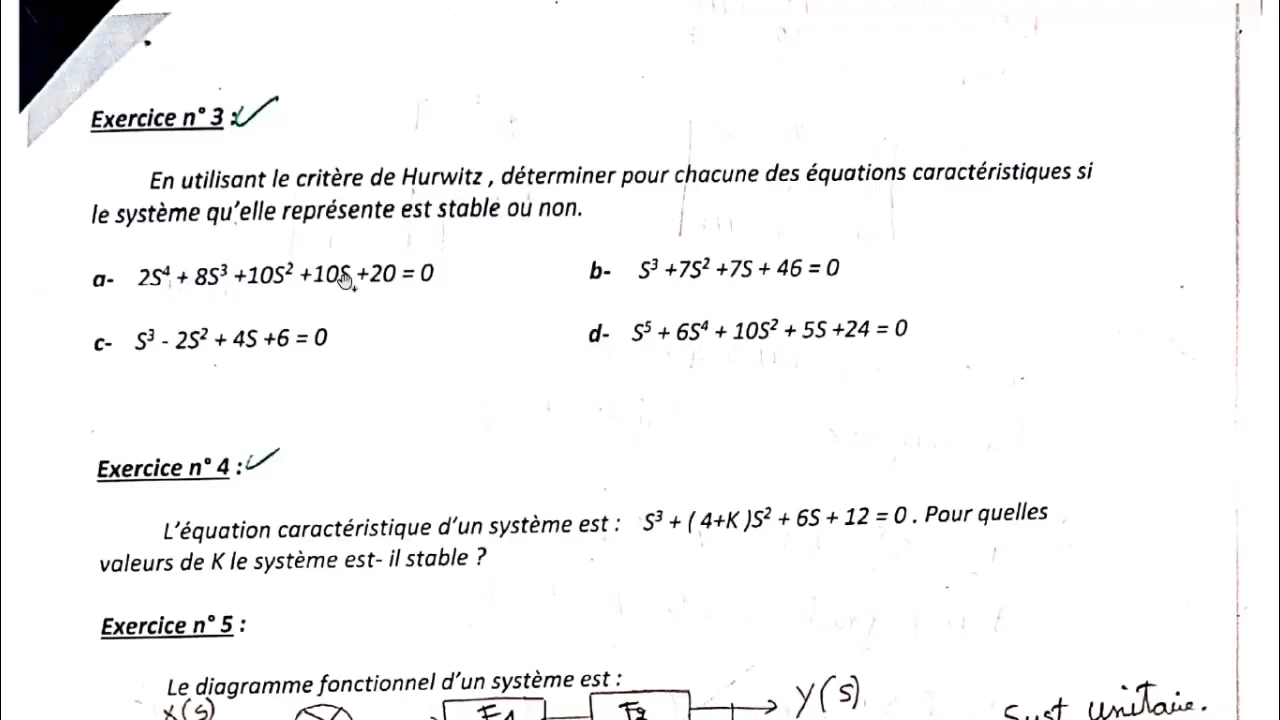 Exercice n° 3 :
En utilisant le critère de Hurwitz , déterminer pour chacune des équations caractéristiques si
le système qu'elle représente est stable ou non.
a- 2S⁴ + 8S³ +10S² +10S +20 = 0 b- S³ +7S² +7S + 46 = 0
c- S³ - 2S² + 4S +6 = 0 d- S⁵ + 6S⁴ + 10S² + 5S +24 = 0
Exercice n° 4 :
L'équation caractéristique d'un système est : S³ + ( 4+K )S² + 6S + 12 = 0 . Pour quelles
valeurs de K le système est- il stable ?
Exercice n° 5 :
Le diagramme fonctionnel d'un système est :
X(S) F1 F2 Y(S) Syst unitaire.